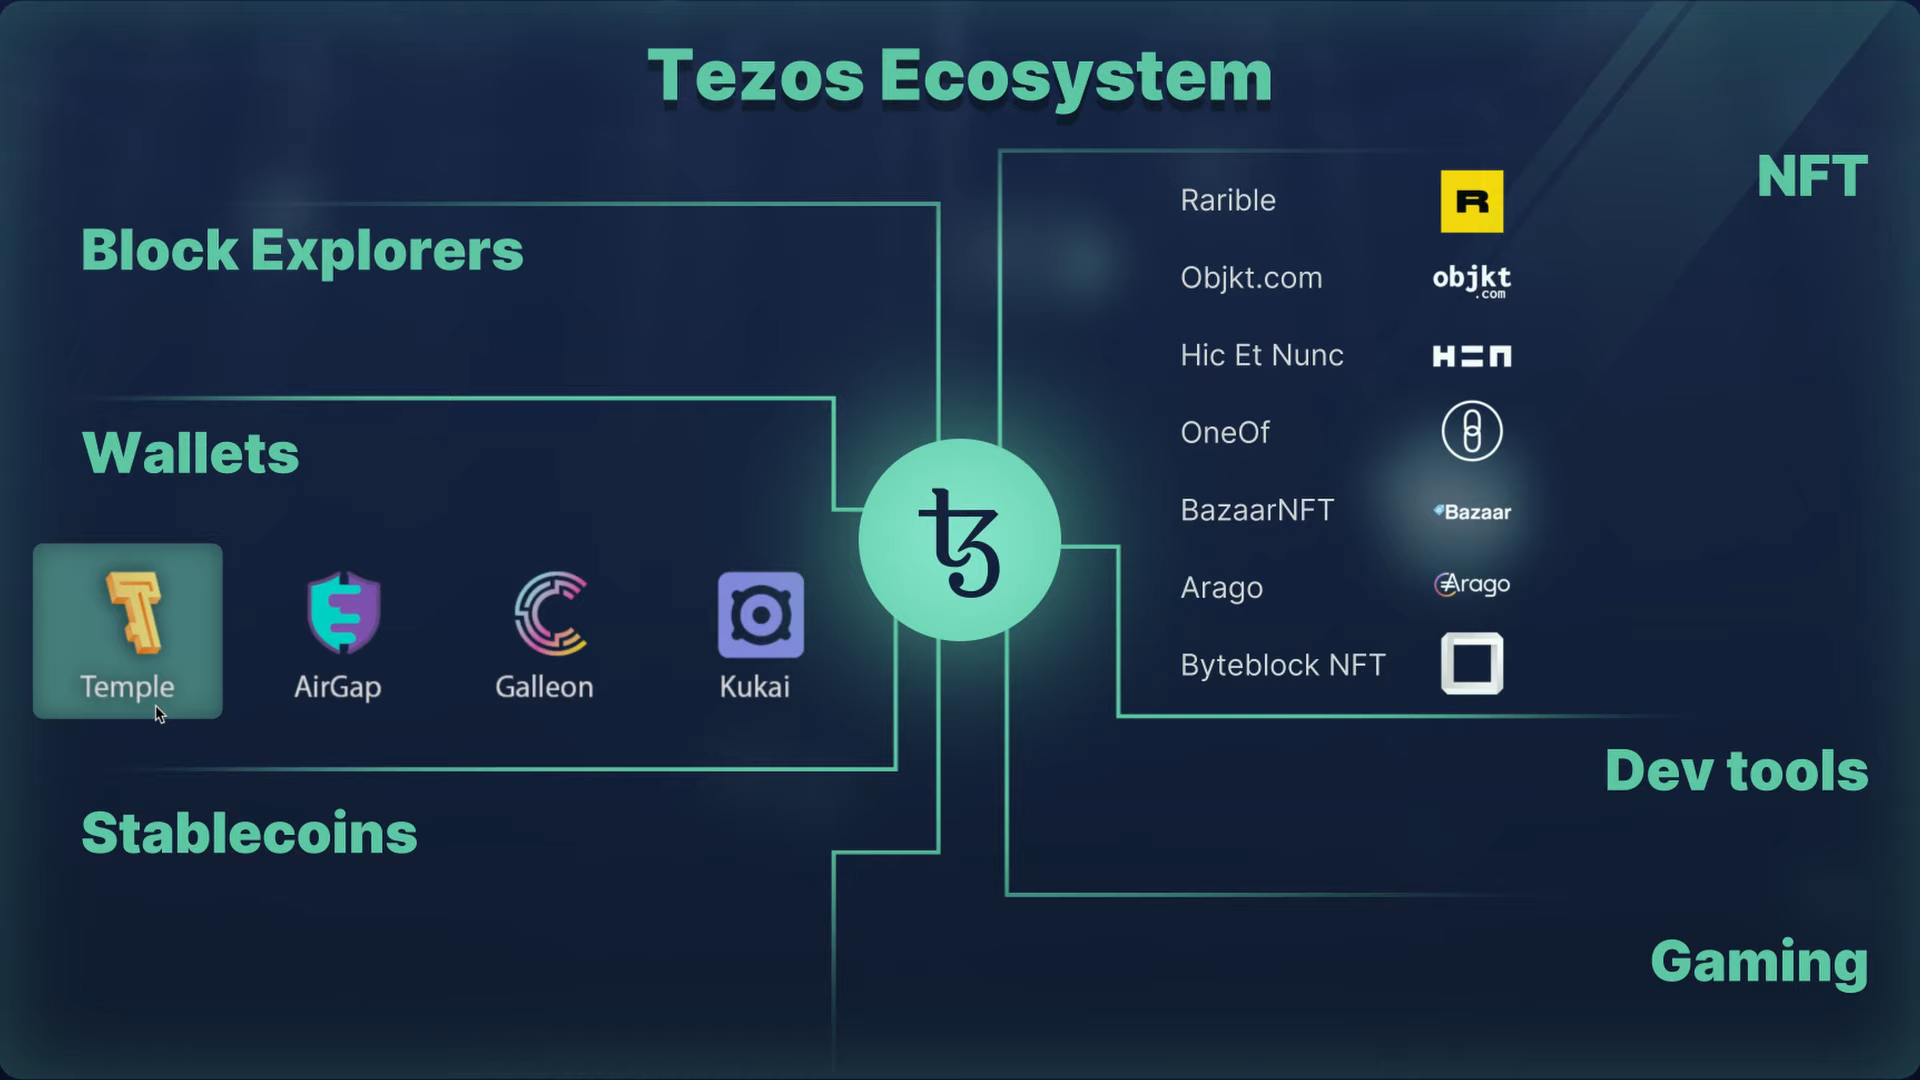 Tezos Ecosystem
Block Explorers
Wallets
Temple
AirGap
Galleon
Kukai
Stablecoins
NFT
Rarible
R
Objkt.com
objkt
.com
Hic Et Nunc
OneOf
BazaarNFT
Bazaar
Arago
Arago
Byteblock NFT
Dev tools
Gaming